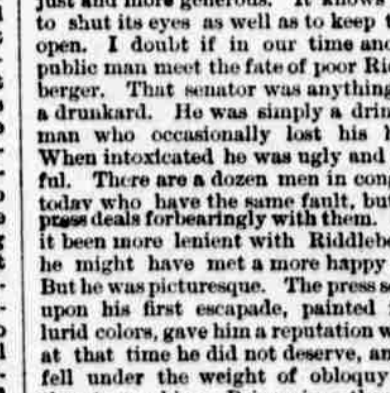 just and more generous. It knows
to shut its eyes as well as to keep
open. I doubt if in our time an
public man meet the fate of poor Ri
berger. That senator was anything
a drunkard. He was simply a drin
man who occasionally lost his
When intoxicated he was ugly and
ful. There are a dozen men in con
today who have the same fault, but
press deals forbearingly with them.
it been more lenient with Riddlebe
he might have met a more happy
But he was picturesque. The press s
upon his first escapade, painted
lurid colors, gave him a reputation w
at that time he did not deserve, an
fell under the weight of obloquy